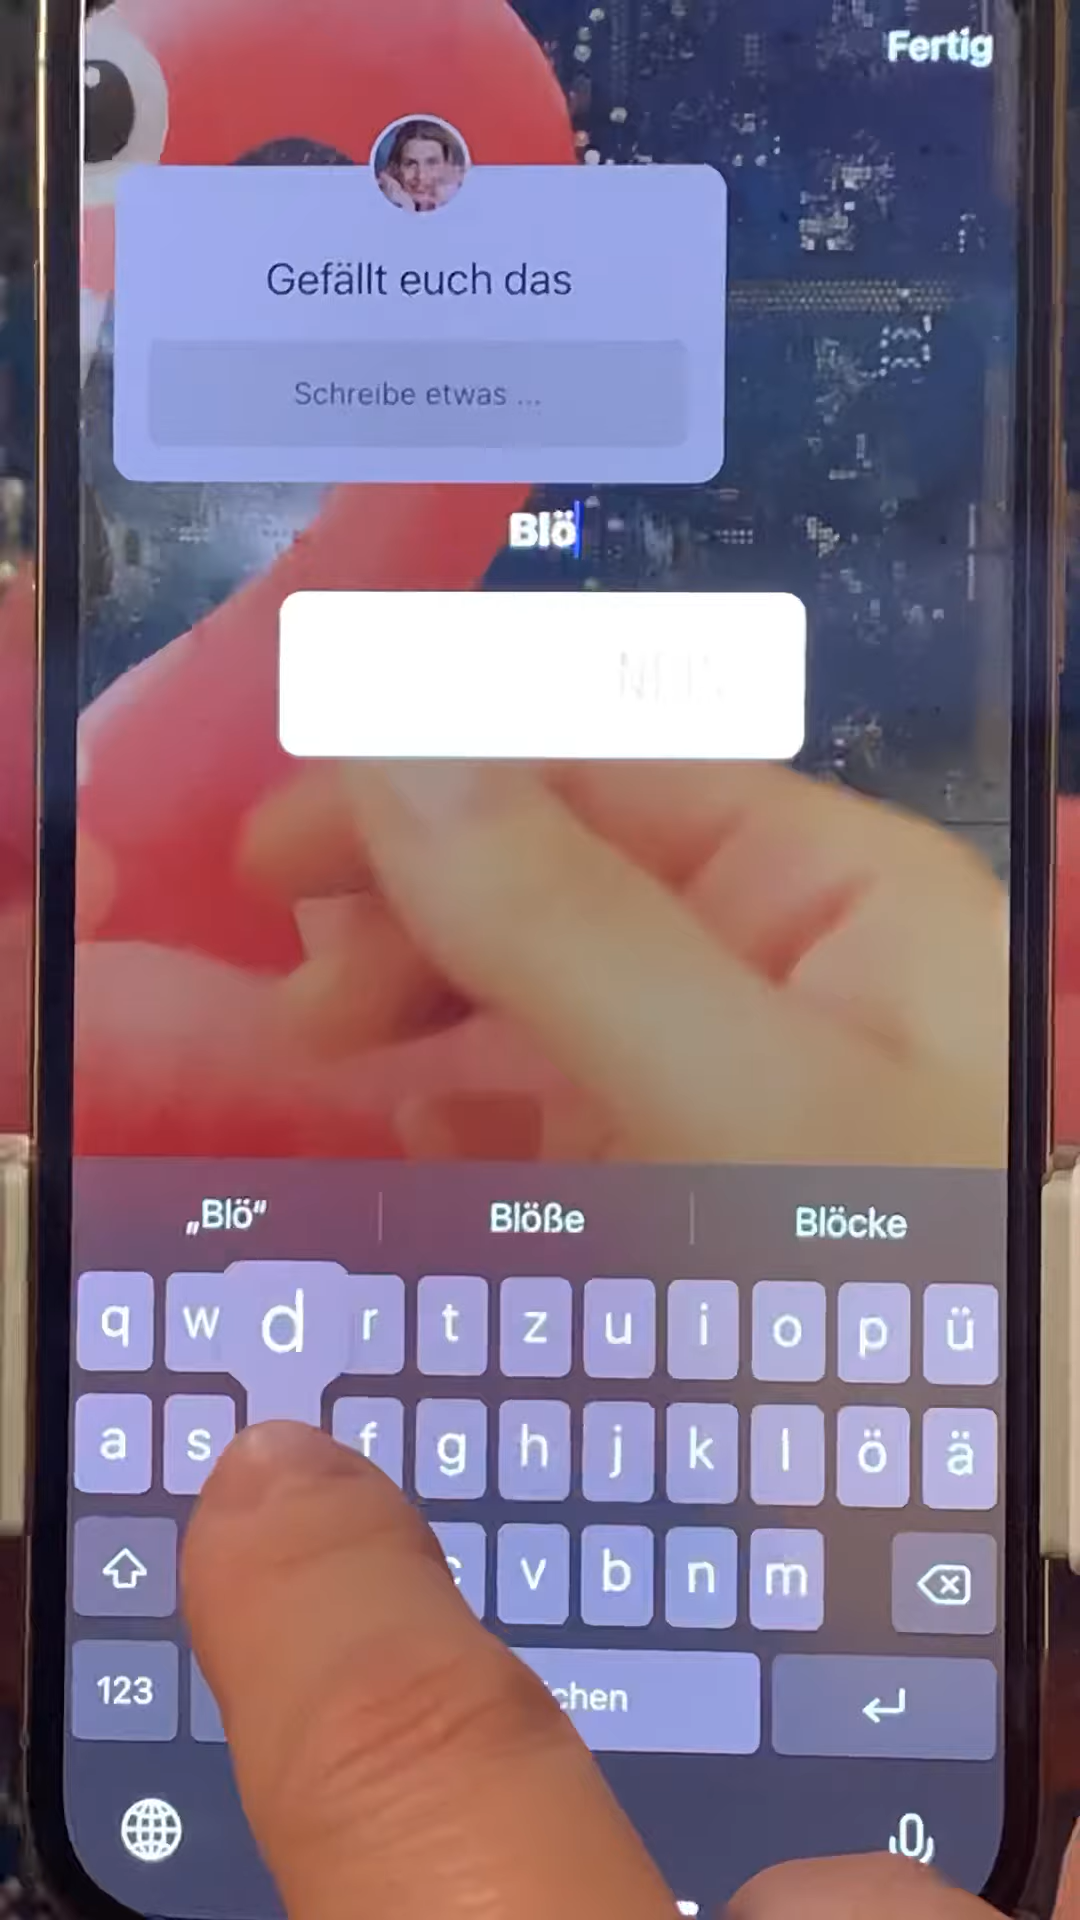 Fertig
Gefällt euch das
Schreibe etwas ...
Blö
„Blö“ Blöße Blöcke
q w d r t z u i o p ü
a s f g h j k l ö ä
v b n m
123